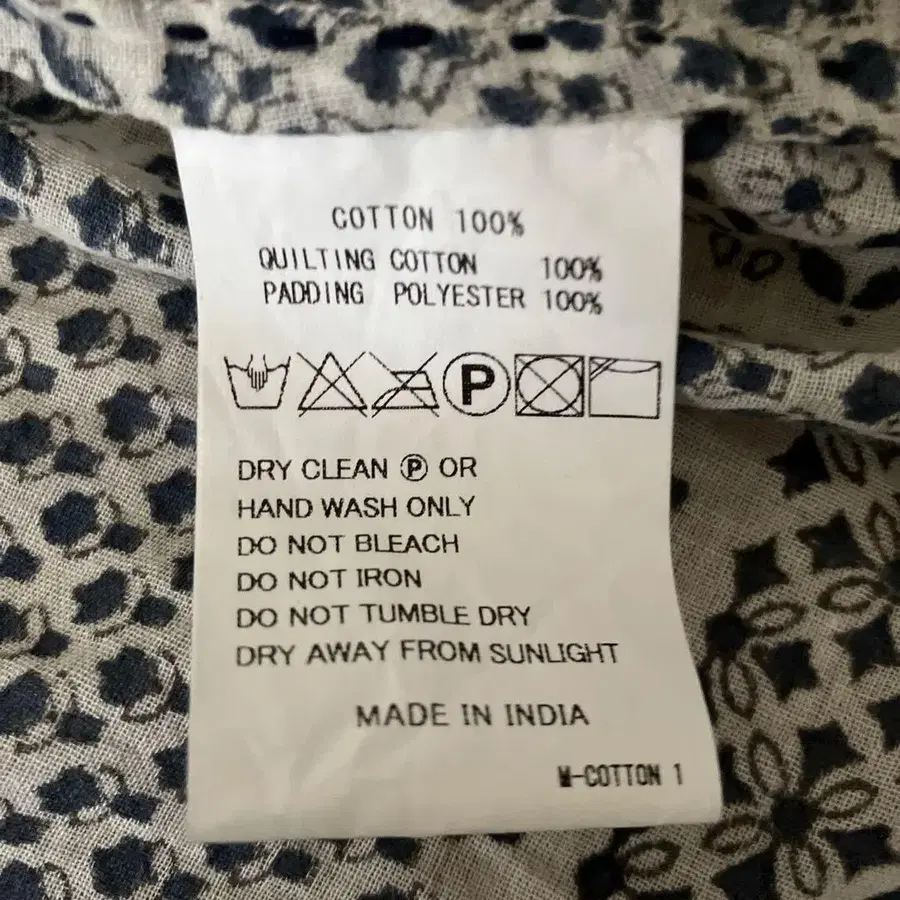 COTTON 100%
QUILTING COTTON 100%
PADDING POLYESTER 100%
P
DRY CLEAN Ⓟ OR
HAND WASH ONLY
DO NOT BLEACH
DO NOT IRON
DO NOT TUMBLE DRY
DRY AWAY FROM SUNLIGHT
MADE IN INDIA
M-COTTON 1